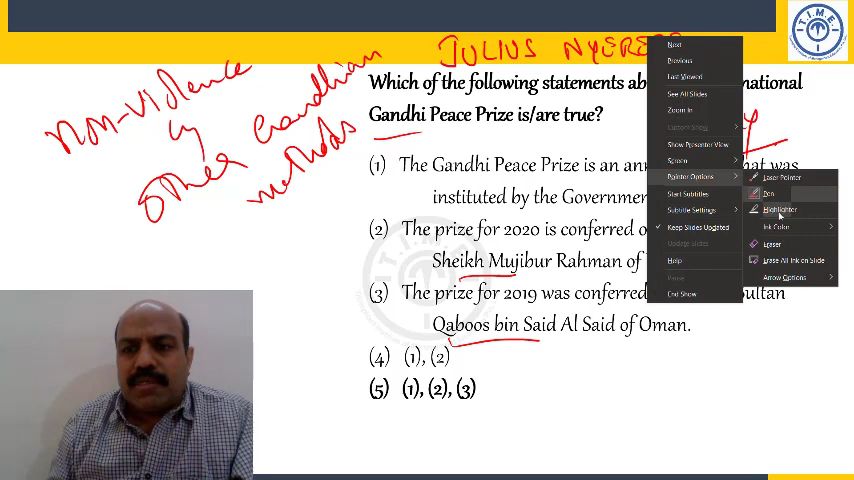 T.I.M.E.
JULIUS NYERERE
non-violence
by
other Gandhian
methods
Which of the following statements ab
national
Gandhi Peace Prize is/are true?
(1) The Gandhi Peace Prize is an ann
hat was
instituted by the Government
(2) The prize for 2020 is conferred o
Sheikh Mujibur Rahman of
(3) The prize for 2019 was conferred
Sultan
Qaboos bin Said Al Said of Oman.
(4) (1), (2)
(5) (1), (2), (3)
Next
Previous
Last Viewed
See All Slides
Zoom In
Custom Show
Show Presenter View
Screen
Pointer Options
Start Subtitles
Subtitle Settings
Keep Slides Updated
Update Slides
Help
Pause
End Show
Laser Pointer
Pen
Highlighter
Ink Color
Eraser
Erase All Ink on Slide
Arrow Options